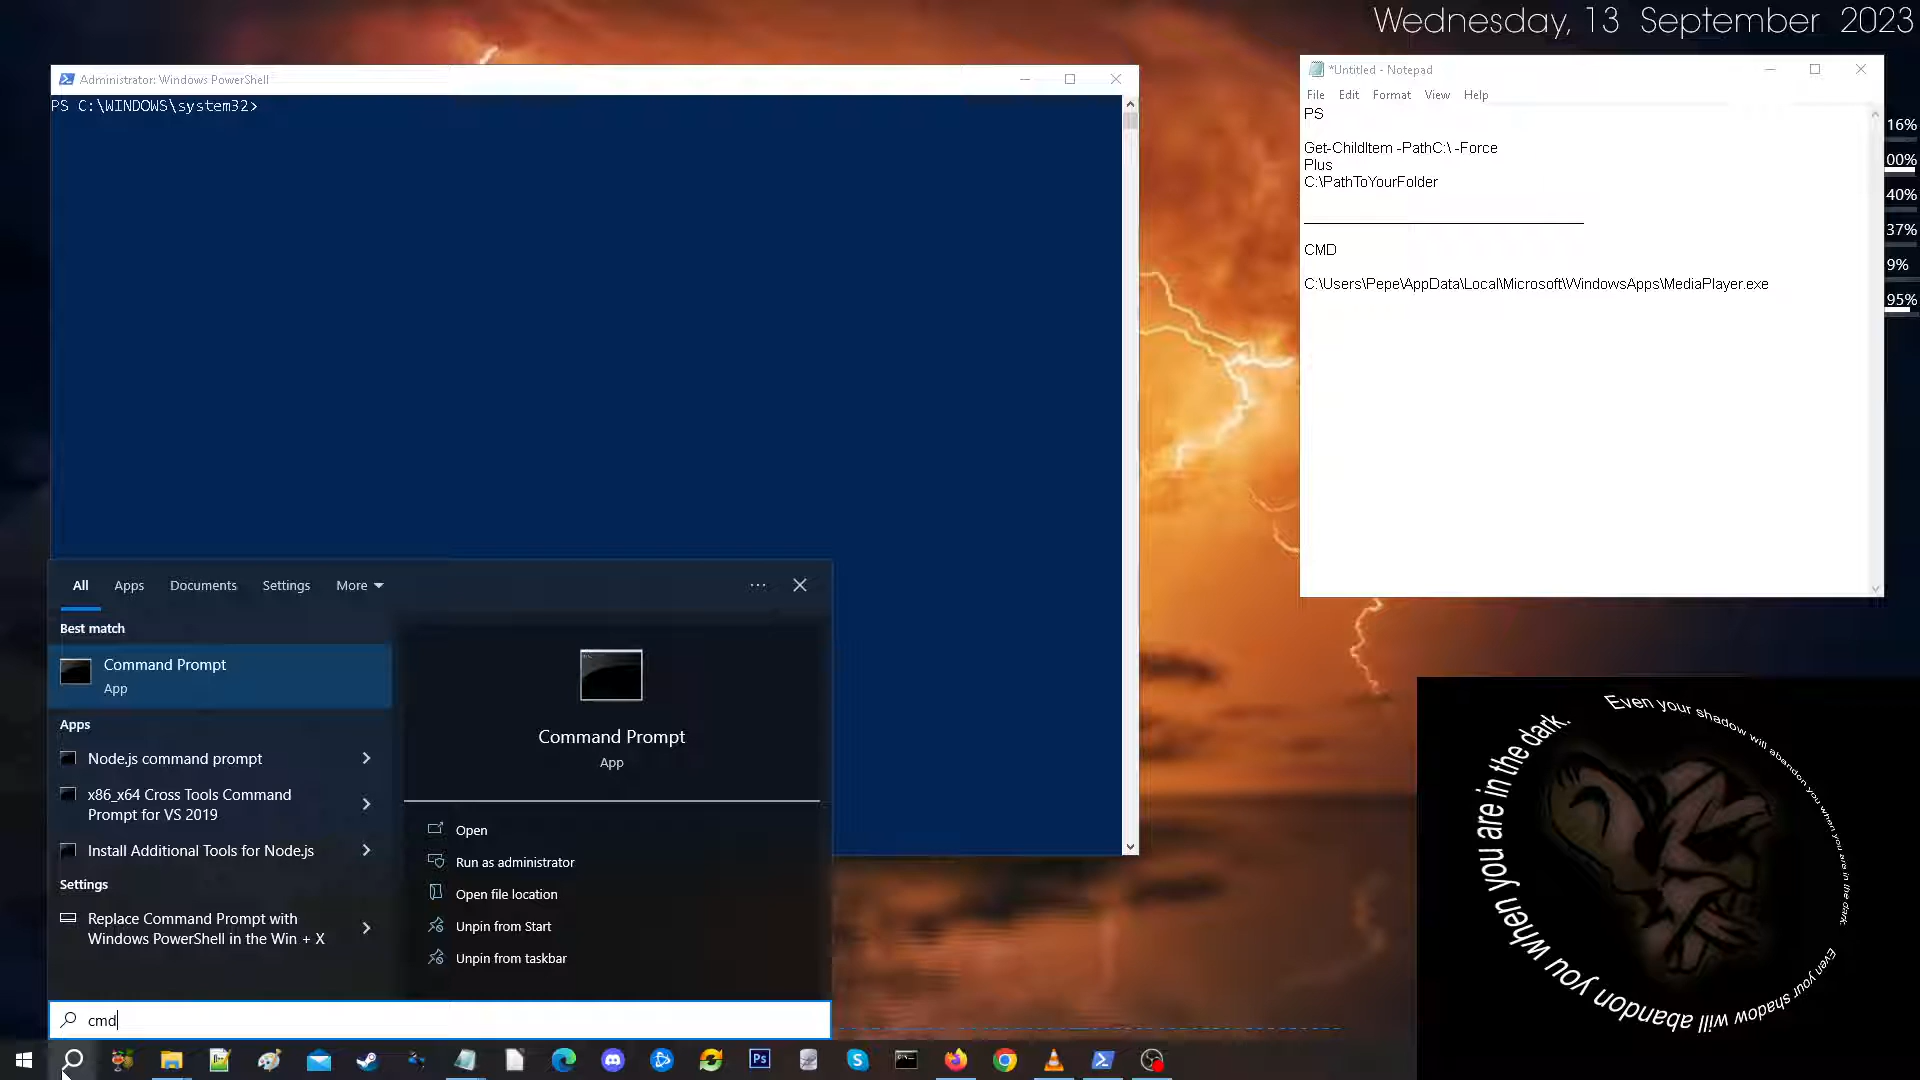 Wednesday, 13 September 2023
Administrator: Windows PowerShell
PS C:\WINDOWS\system32>
*Untitled - Notepad
File Edit Format View Help
PS
Get-ChildItem -PathC:\ -Force
Plus
C:\PathToYourFolder
________________________________
CMD
C:\Users\Pepe\AppData\Local\Microsoft\WindowsApps\MediaPlayer.exe
16%
00%
40%
37%
9%
95%
All Apps Documents Settings More
Best match
Command Prompt
App
Apps
Node.js command prompt
x86_x64 Cross Tools Command
Prompt for VS 2019
Install Additional Tools for Node.js
Settings
Replace Command Prompt with
Windows PowerShell in the Win + X
Command Prompt
App
Open
Run as administrator
Open file location
Unpin from Start
Unpin from taskbar
cmd
Ps
Even your shadow will abandon you when you are in the dark.
Even your shadow will abandon you when you are in the dark.